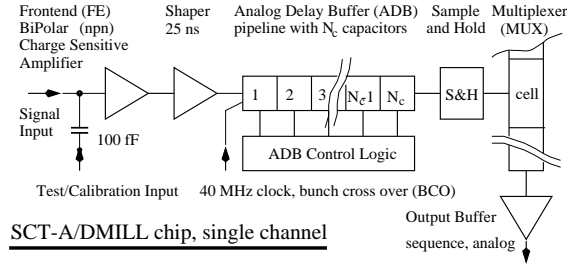 Frontend (FE)
BiPolar (npn)
Charge Sensitive
Amplifier
Shaper
25 ns
Analog Delay Buffer (ADB)
pipeline with Nc capacitors
Sample
and Hold
Multiplexer
(MUX)
Signal
Input
100 fF
1 2 3 Nc-1 Nc
S&H
cell
ADB Control Logic
Test/Calibration Input
40 MHz clock, bunch cross over (BCO)
Output Buffer
sequence, analog
SCT-A/DMILL chip, single channel